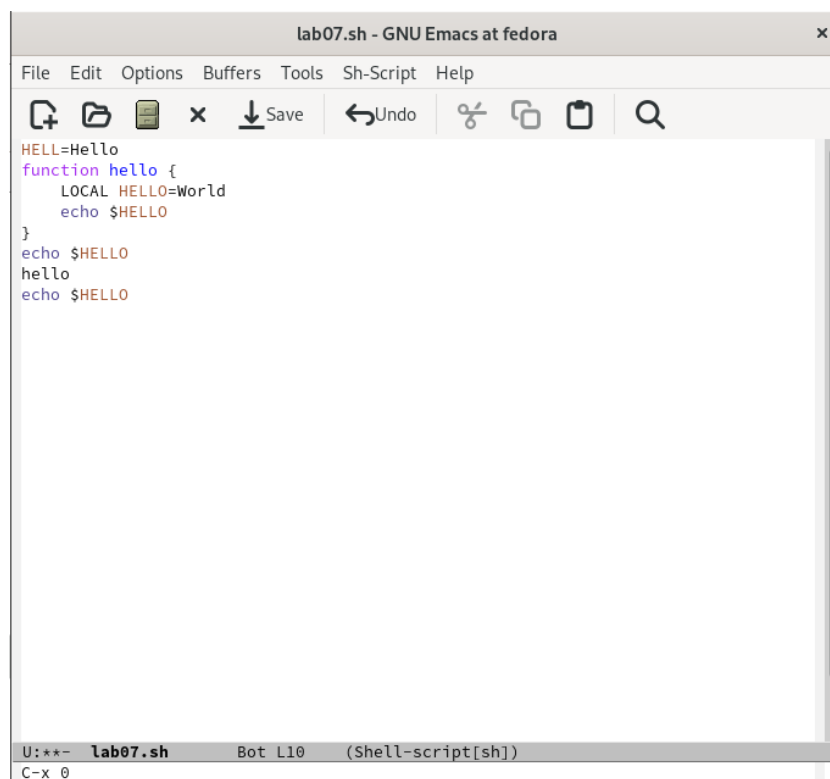 lab07.sh - GNU Emacs at fedora ×
File Edit Options Buffers Tools Sh-Script Help
Save Undo
HELL=Hello
function hello {
    LOCAL HELLO=World
    echo $HELLO
}
echo $HELLO
hello
echo $HELLO
U:**- lab07.sh Bot L10 (Shell-script[sh])
C-x 0